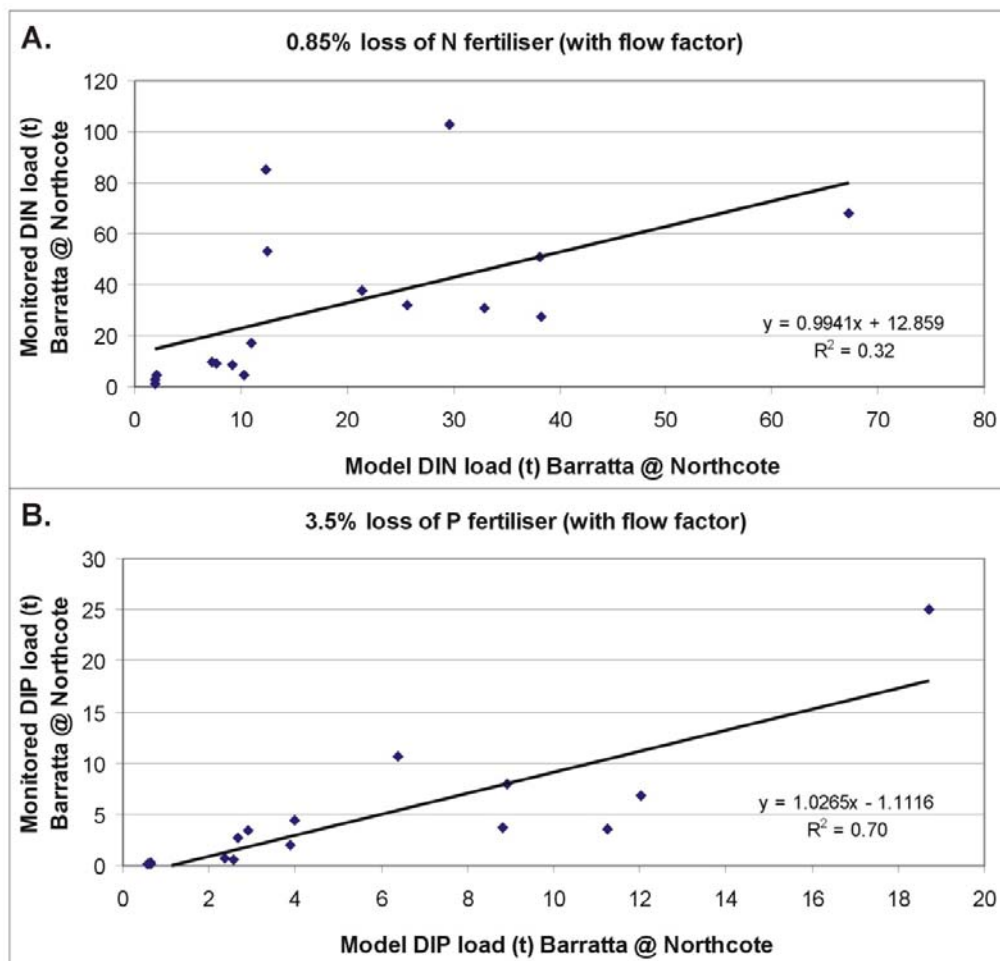 A.
0.85% loss of N fertiliser (with flow factor)
Monitored DIN load (t)
Barratta @ Northcote
120
100
80
60
40
20
0
y = 0.9941x + 12.859
R² = 0.32
0 10 20 30 40 50 60 70 80
Model DIN load (t) Barratta @ Northcote
B.
3.5% loss of P fertiliser (with flow factor)
Monitored DIP load (t)
Barratta @ Northcote
30
25
20
15
10
5
0
y = 1.0265x - 1.1116
R² = 0.70
0 2 4 6 8 10 12 14 16 18 20
Model DIP load (t) Barratta @ Northcote